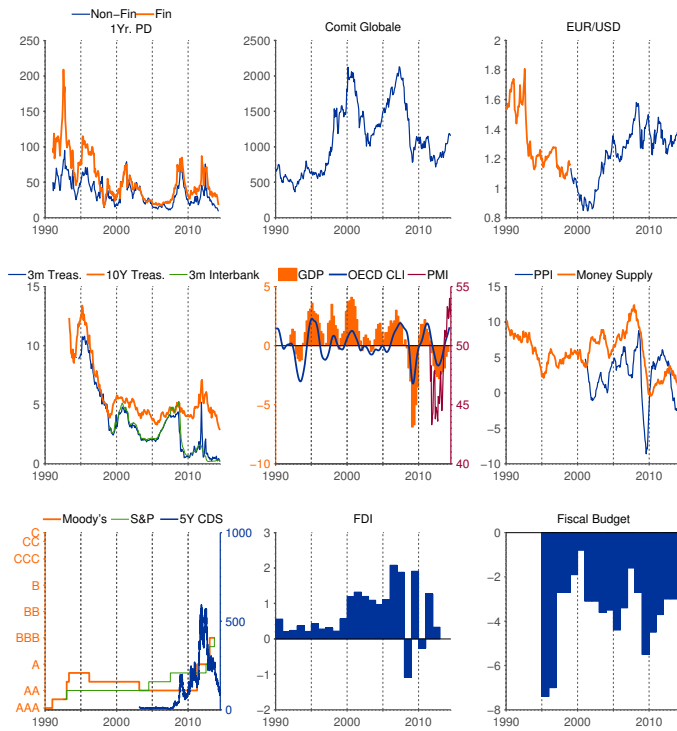 Non−Fin Fin
1Yr. PD
Comit Globale
EUR/USD
250
200
150
100
50
0
1990 2000 2010
2500
2500
2000
1500
1000
500
0
1990 2000 2010
2
1.8
1.6
1.4
1.2
1
0.8
1990 2000 2010
3m Treas. 10Y Treas. 3m Interbank
GDP OECD CLI PMI
PPI Money Supply
15
10
5
0
1990 2000 2010
5
0
−5
−10
55
50
45
40
1990 2000 2010
15
10
5
0
−5
−10
1990 2000 2010
Moody's S&P 5Y CDS
FDI
Fiscal Budget
C
CC
CCC
B
BB
BBB
A
AA
AAA
1000
500
0
1990 2000 2010
3
2
1
0
−1
−2
1990 2000 2010
0
−2
−4
−6
−8
1990 2000 2010